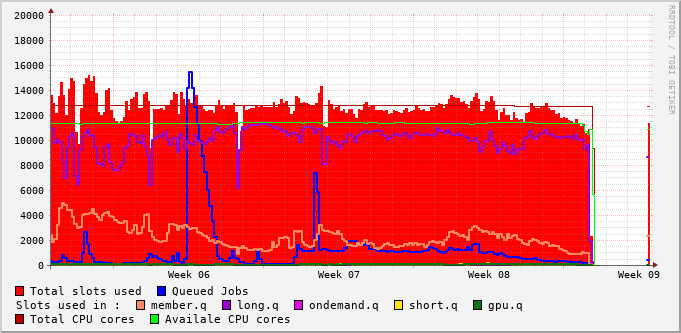 20000
18000
16000
14000
12000
10000
8000
6000
4000
2000
0
Week 06 Week 07 Week 08 Week 09
Total slots used Queued Jobs
Slots used in : member.q long.q ondemand.q short.q gpu.q
Total CPU cores Availale CPU cores
RRDTOOL / TOBI OETIKER